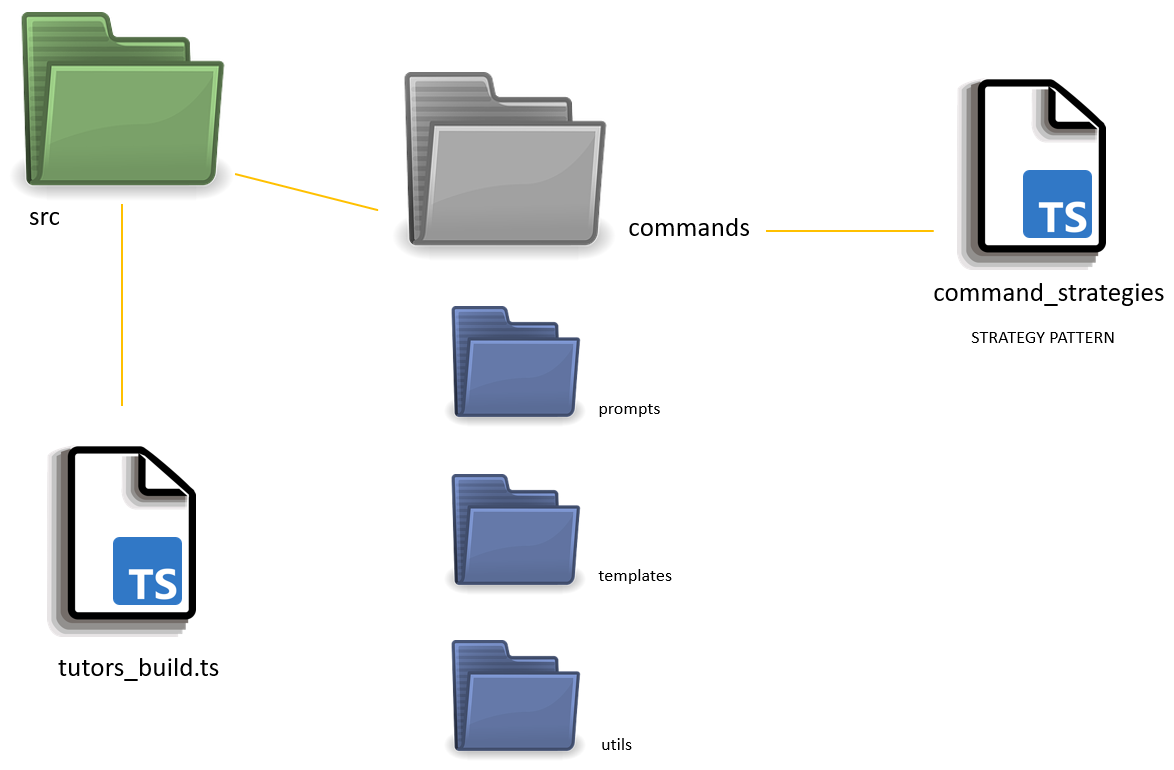 src
commands
TS
command_strategies
STRATEGY PATTERN
prompts
templates
TS
tutors_build.ts
utils